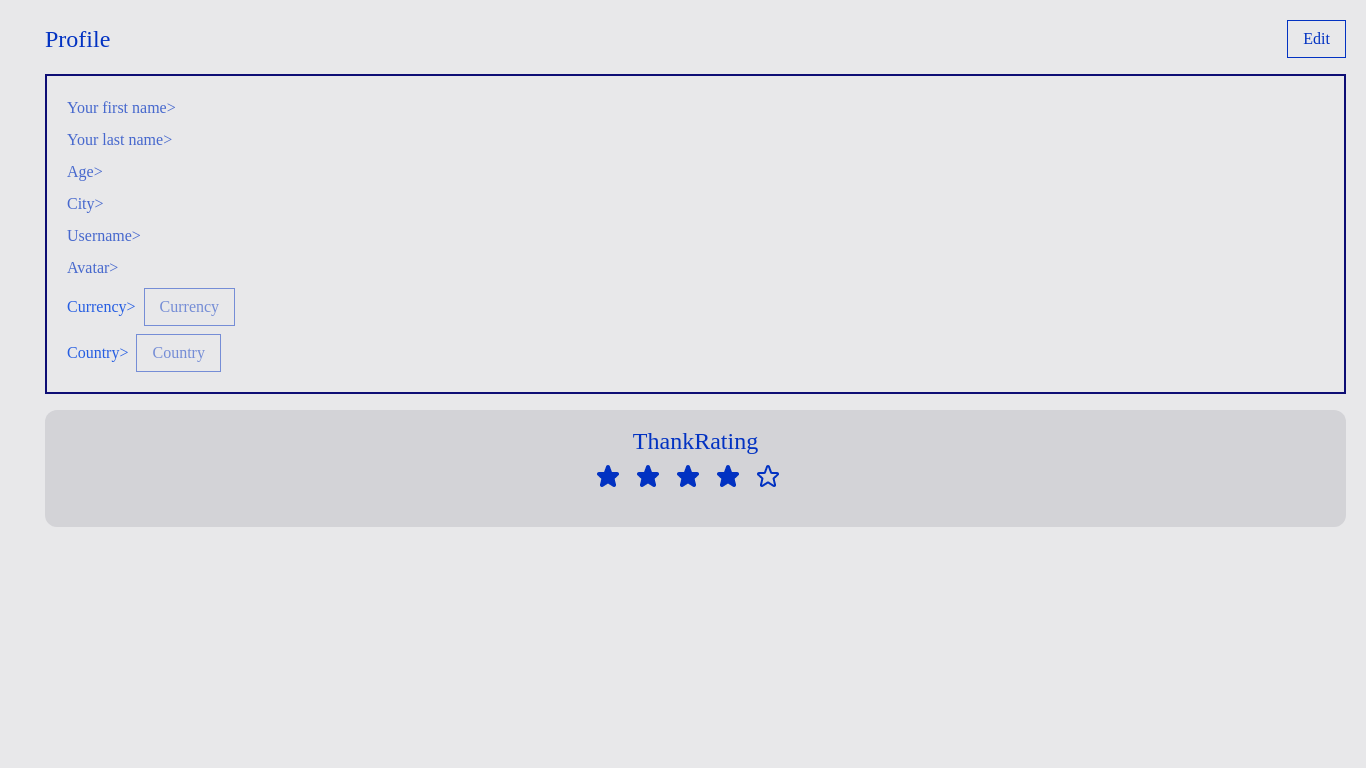 Profile
Edit
Your first name>
Your last name>
Age>
City>
Username>
Avatar>
Currency> Currency
Country> Country
ThankRating